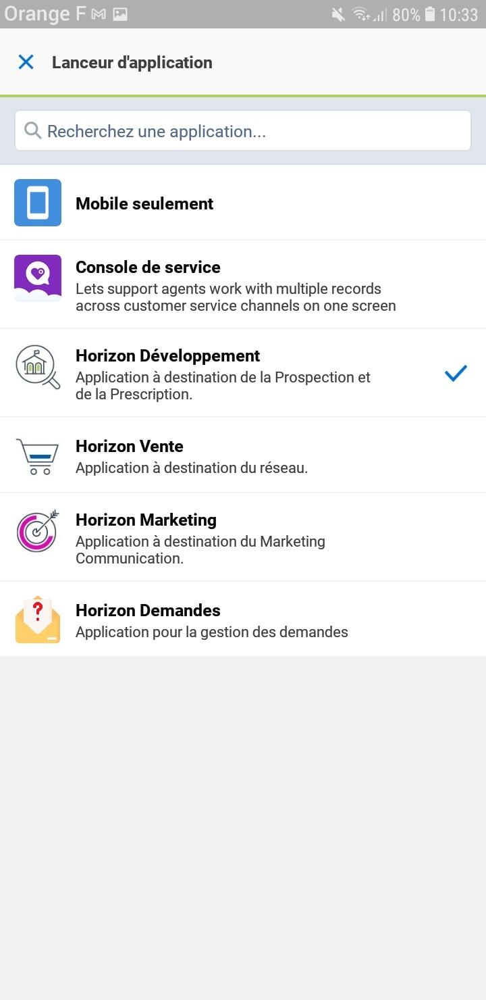 Orange F 80% 10:33
Lanceur d'application
Recherchez une application...
Mobile seulement
Console de service
Lets support agents work with multiple records
across customer service channels on one screen
Horizon Développement
Application à destination de la Prospection et
de la Prescription.
Horizon Vente
Application à destination du réseau.
Horizon Marketing
Application à destination du Marketing
Communication.
?
Horizon Demandes
Application pour la gestion des demandes